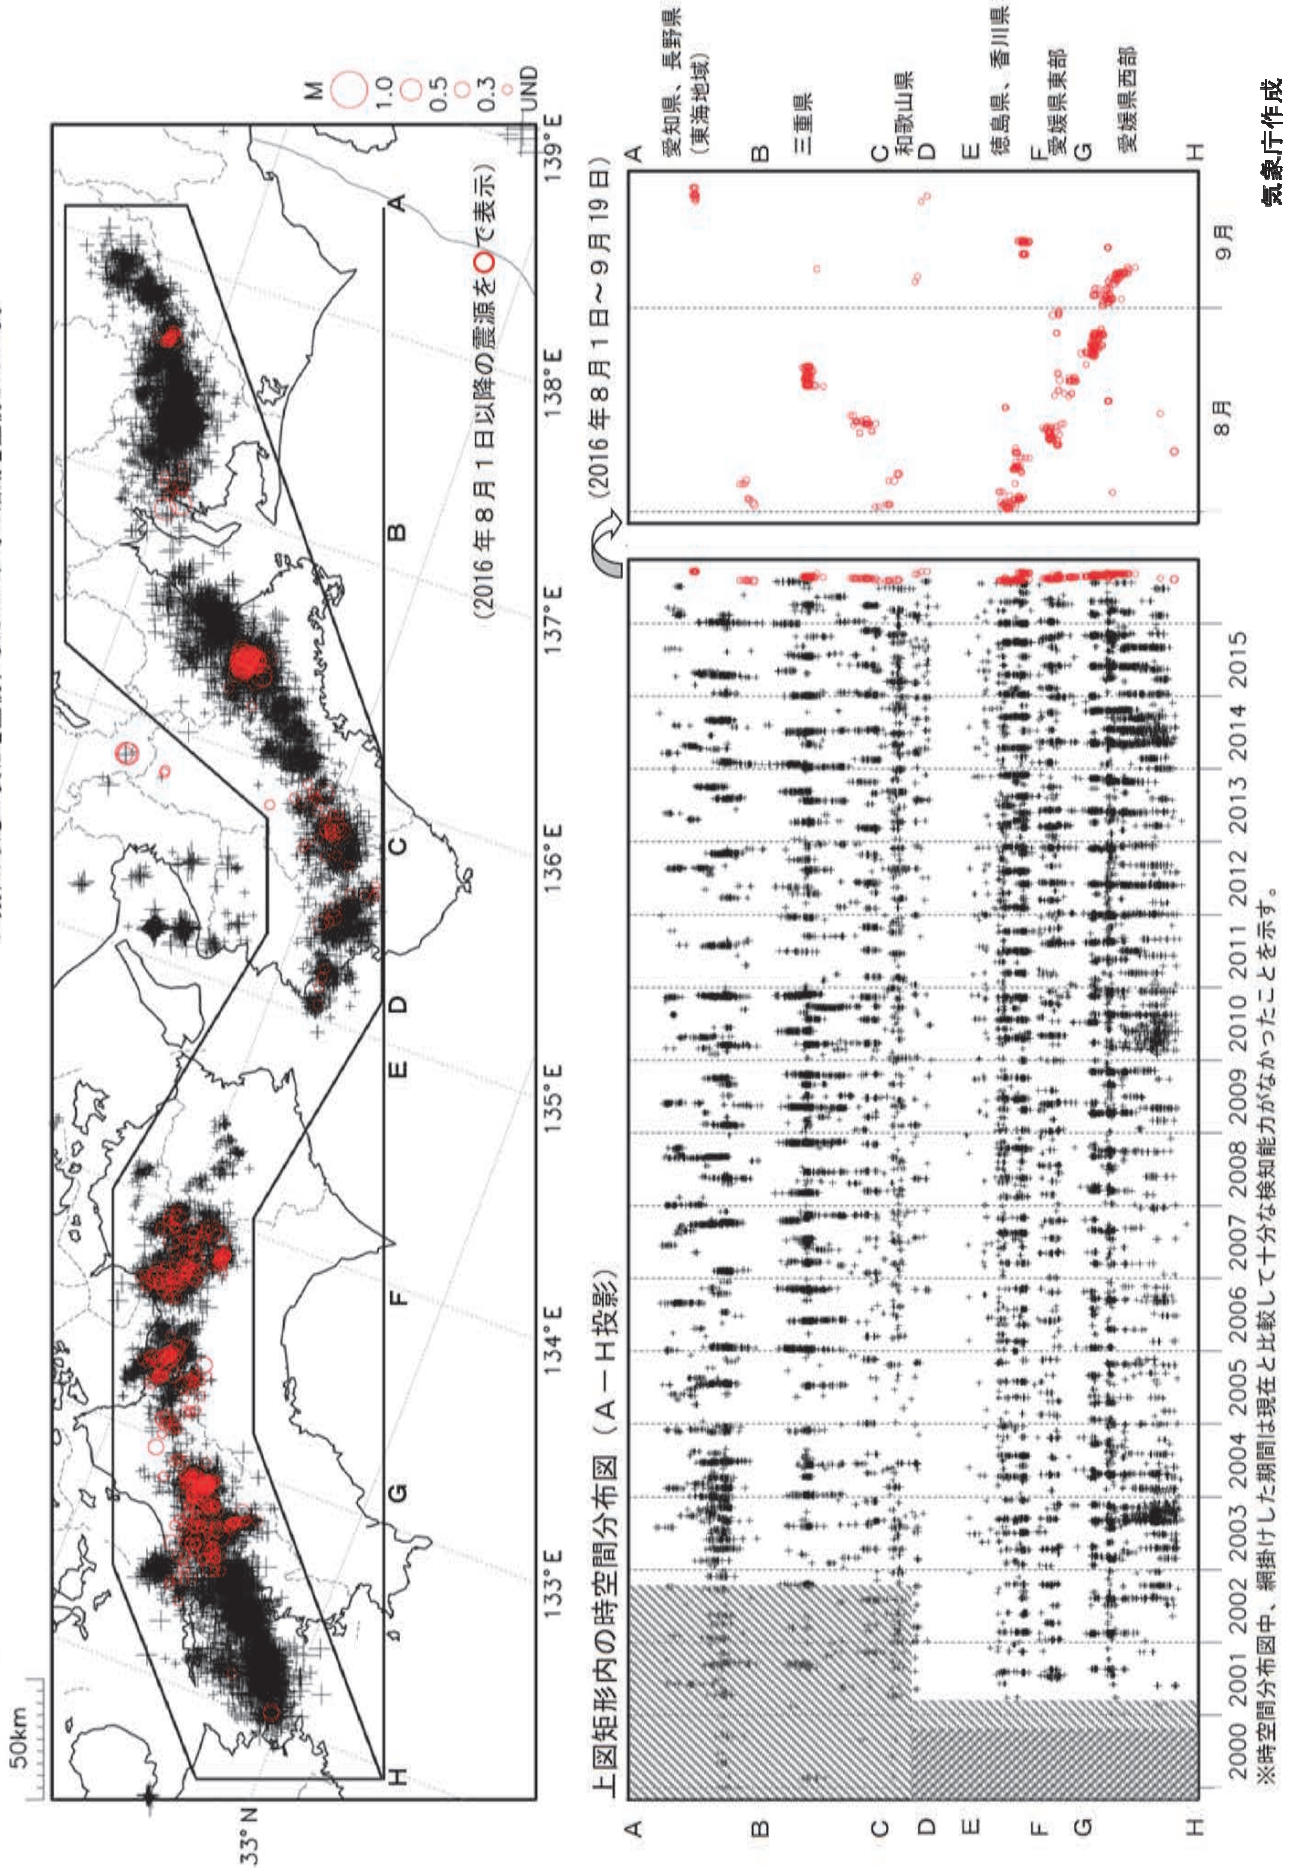 50km
33°N
133°E
134°E
135°E
136°E
137°E
138°E
139°E
H
G
F
E
D
C
B
A
M
1.0
0.5
0.3
UND
(2016年8月1日以降の震源を○で表示)
上図矩形内の時空間分布図(A-H投影)
(2016年8月1日~9月19日)
A
B
C
D
E
F
G
H
A
愛知県、長野県
(東海地域)
B
三重県
C
和歌山県
D
E
徳島県、香川県
F
愛媛県東部
G
愛媛県西部
H
2000 2001 2002 2003 2004 2005 2006 2007 2008 2009 2010 2011 2012 2013 2014 2015
8月 9月
※時空間分布図中、網掛けした期間は現在と比較して十分な検知能力がなかったことを示す。
気象庁作成